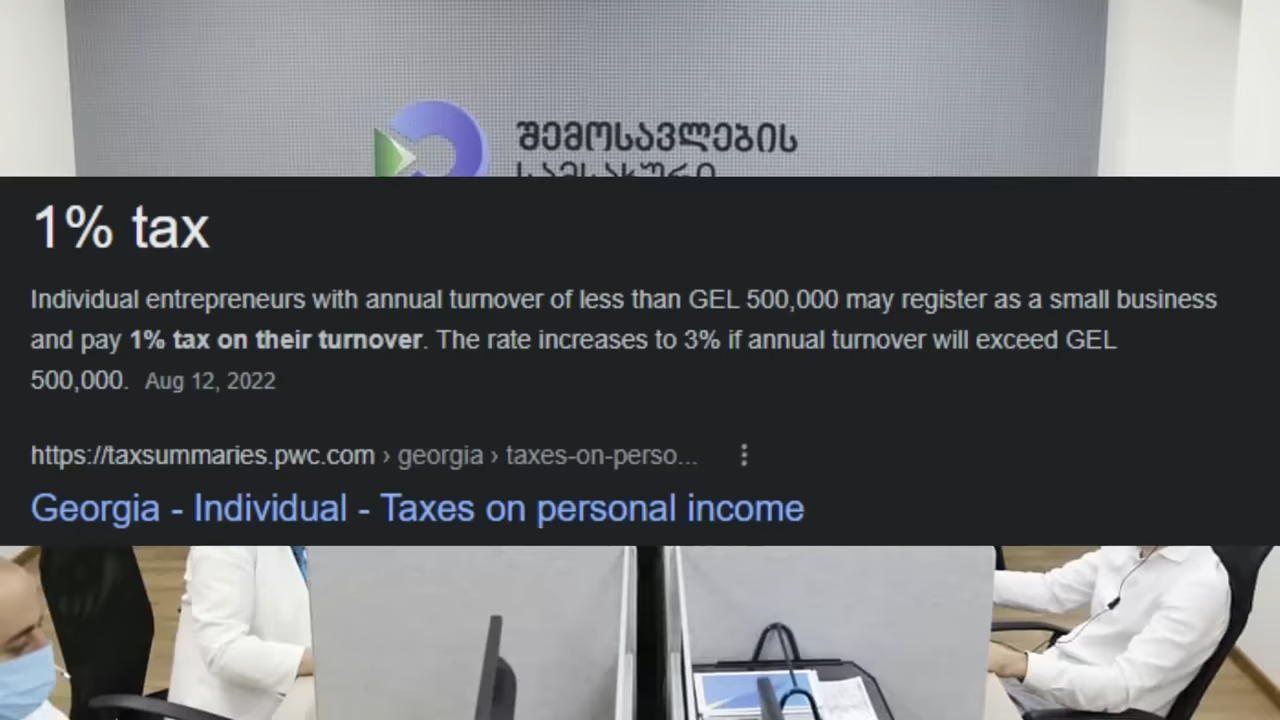 შემოსავლების
სამსახური
1% tax
Individual entrepreneurs with annual turnover of less than GEL 500,000 may register as a small business
and pay 1% tax on their turnover. The rate increases to 3% if annual turnover will exceed GEL
500,000. Aug 12, 2022
https://taxsummaries.pwc.com › georgia › taxes-on-perso...
Georgia - Individual - Taxes on personal income